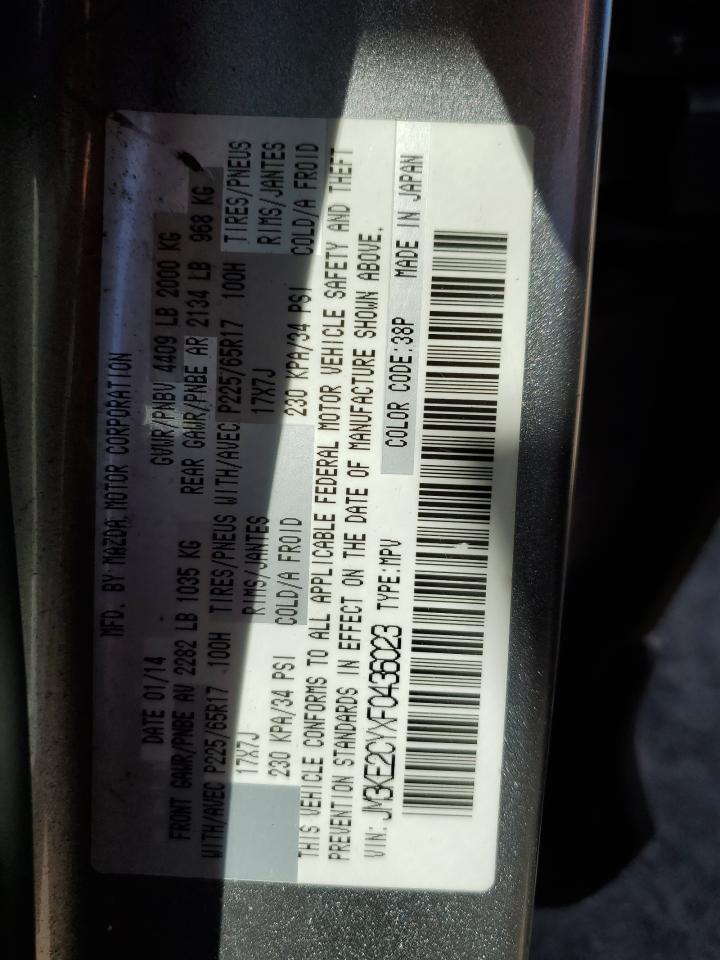 MFD. BY MAZDA MOTOR CORPORATION
DATE 01/14 GVWR/PNBV 4409 LB 2000 KG
FRONT GAWR/PNBE AV 2282 LB 1035 KG REAR GAWR/PNBE AR 2134 LB 968 KG
WITH/AVEC P225/65R17 100H TIRES/PNEUS WITH/AVEC P225/65R17 100H TIRES/PNEUS
17X7J RIMS/JANTES 17X7J RIMS/JANTES
230 KPA/34 PSI COLD/A FROID 230 KPA/34 PSI COLD/A FROID
THIS VEHICLE CONFORMS TO ALL APPLICABLE FEDERAL MOTOR VEHICLE SAFETY AND THEFT
PREVENTION STANDARDS IN EFFECT ON THE DATE OF MANUFACTURE SHOWN ABOVE.
VIN: JM3KE2CYXF0436023 TYPE:MPV COLOR CODE:38P MADE IN JAPAN